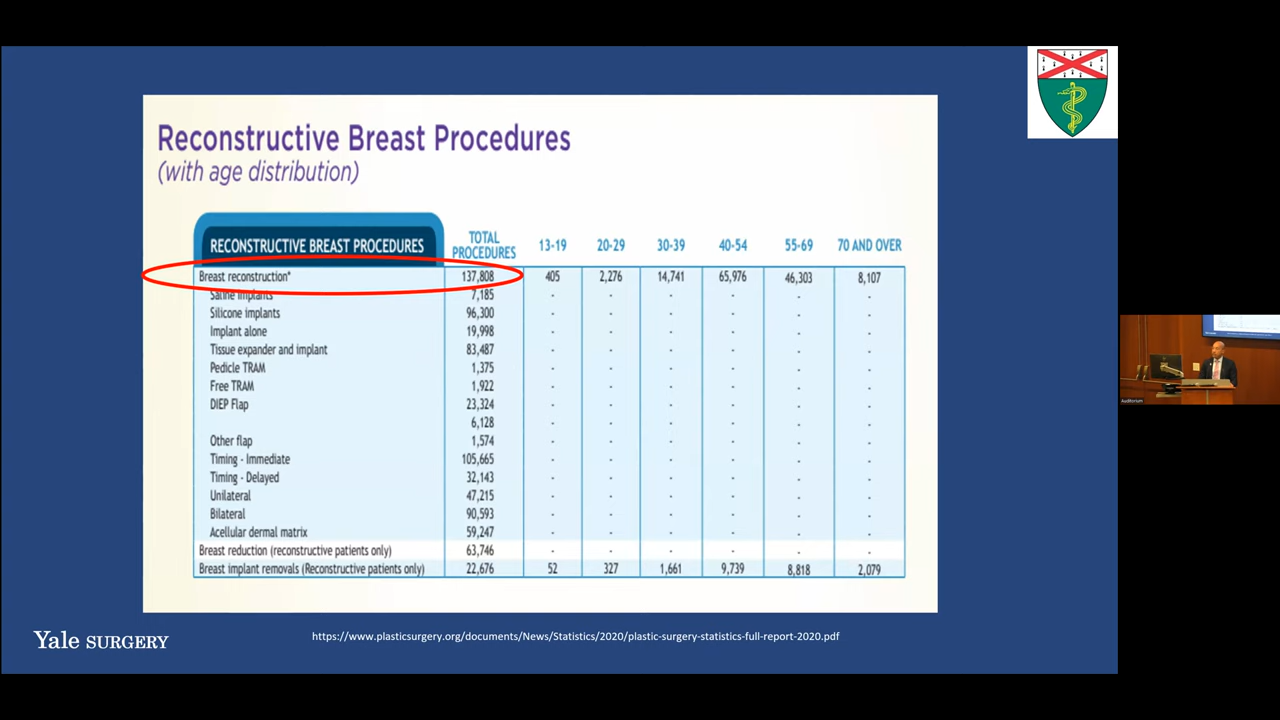 Reconstructive Breast Procedures
(with age distribution)
RECONSTRUCTIVE BREAST PROCEDURES TOTAL PROCEDURES 13-19 20-29 30-39 40-54 55-69 70 AND OVER
Breast reconstruction* 137,808 405 2,276 14,741 65,976 46,303 8,107
Saline implants 7,185 - - - - - -
Silicone implants 96,300 - - - - - -
Implant alone 19,998 - - - - - -
Tissue expander and implant 83,487 - - - - - -
Pedicle TRAM 1,375 - - - - - -
Free TRAM 1,922 - - - - - -
DIEP Flap 23,324 - - - - - -
6,128 - - - - - -
Other flap 1,574 - - - - - -
Timing - Immediate 105,665 - - - - - -
Timing - Delayed 32,143 - - - - - -
Unilateral 47,215 - - - - - -
Bilateral 90,593 - - - - - -
Acellular dermal matrix 59,247 - - - - - -
Breast reduction (reconstructive patients only) 63,746 - - - - - -
Breast implant removals (Reconstructive patients only) 22,676 52 327 1,661 9,739 8,818 2,079
Yale SURGERY
https://www.plasticsurgery.org/documents/News/Statistics/2020/plastic-surgery-statistics-full-report-2020.pdf
Auditorium